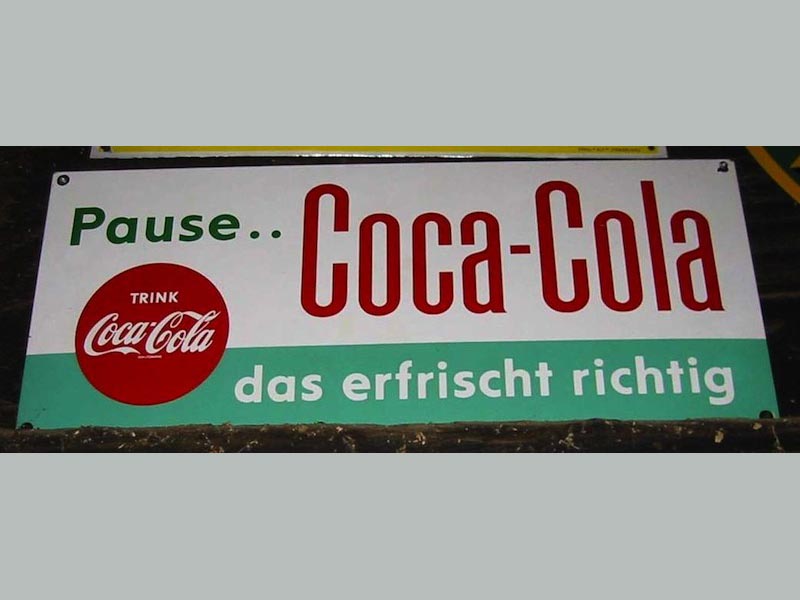 Pause..
Coca-Cola
TRINK
Coca-Cola
das erfrischt richtig